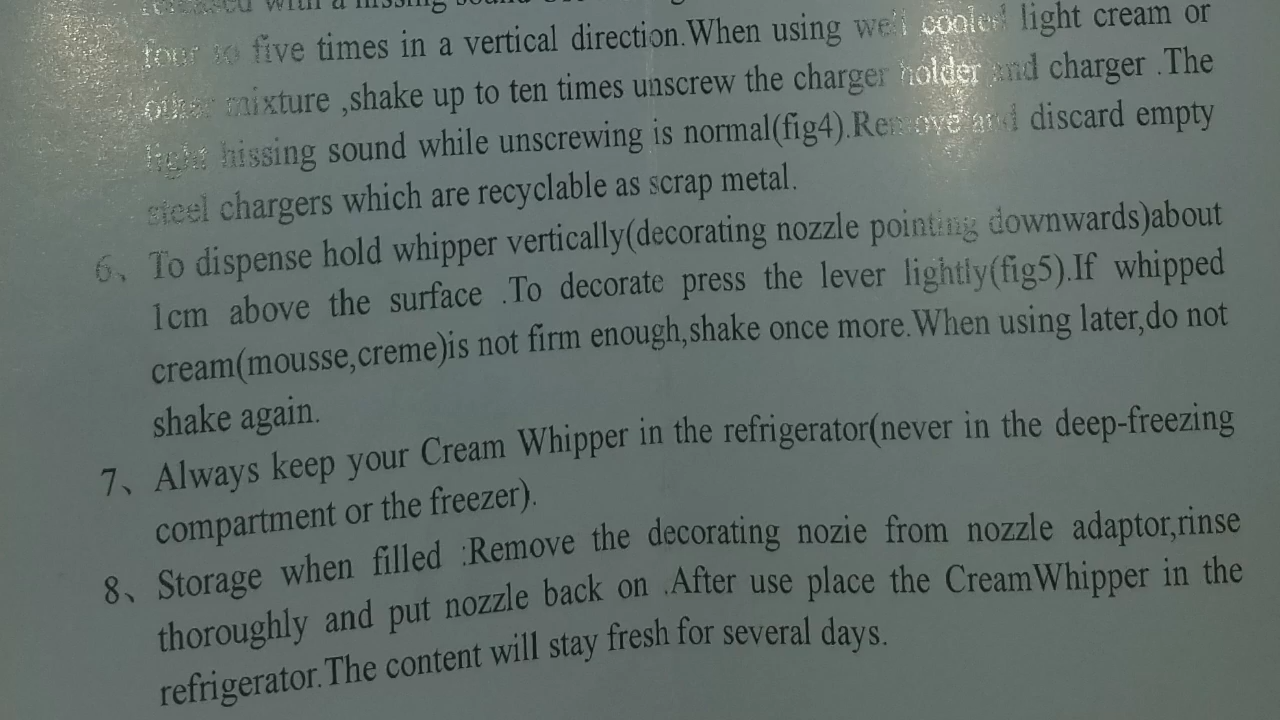 with a hissing sound
four to five times in a vertical direction.When using well cooled light cream or
other mixture ,shake up to ten times unscrew the charger holder and charger .The
light hissing sound while unscrewing is normal(fig4).Remove and discard empty
steel chargers which are recyclable as scrap metal.
6、To dispense hold whipper vertically(decorating nozzle pointing downwards)about
1cm above the surface .To decorate press the lever lightly(fig5).If whipped
cream(mousse,creme)is not firm enough,shake once more.When using later,do not
shake again.
7、Always keep your Cream Whipper in the refrigerator(never in the deep-freezing
compartment or the freezer).
8、Storage when filled :Remove the decorating nozie from nozzle adaptor,rinse
thoroughly and put nozzle back on .After use place the CreamWhipper in the
refrigerator.The content will stay fresh for several days.